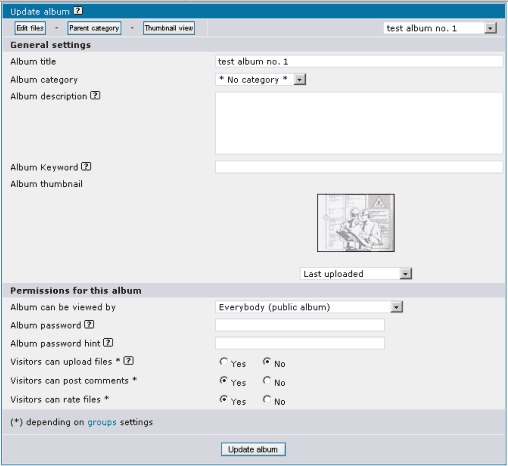 Update album ?
Edit files - Parent category - Thumbnail view test album no. 1
General settings
Album title test album no. 1
Album category * No category *
Album description ?
Album Keyword ?
Album thumbnail
Last uploaded
Permissions for this album
Album can be viewed by Everybody (public album)
Album password ?
Album password hint ?
Visitors can upload files * ? Yes No
Visitors can post comments * Yes No
Visitors can rate files * Yes No
(*) depending on groups settings
Update album